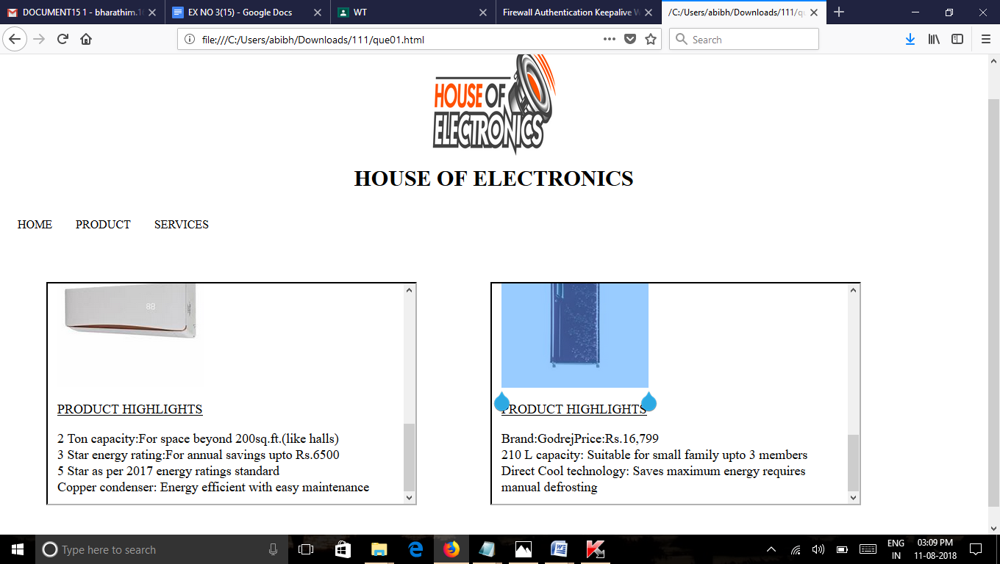 DOCUMENT15 1 - bharathim.1
EX NO 3(15) - Google Docs
WT
Firewall Authentication Keepalive
/C:/Users/abibh/Downloads/111/qu
file:///C:/Users/abibh/Downloads/111/que01.html
Search
HOUSE OF
ELECTRONICS
HOUSE OF ELECTRONICS
HOME PRODUCT SERVICES
88
PRODUCT HIGHLIGHTS
2 Ton capacity:For space beyond 200sq.ft.(like halls)
3 Star energy rating:For annual savings upto Rs.6500
5 Star as per 2017 energy ratings standard
Copper condenser: Energy efficient with easy maintenance
PRODUCT HIGHLIGHTS
Brand:GodrejPrice:Rs.16,799
210 L capacity: Suitable for small family upto 3 members
Direct Cool technology: Saves maximum energy requires
manual defrosting
Type here to search
ENG
IN
03:09 PM
11-08-2018